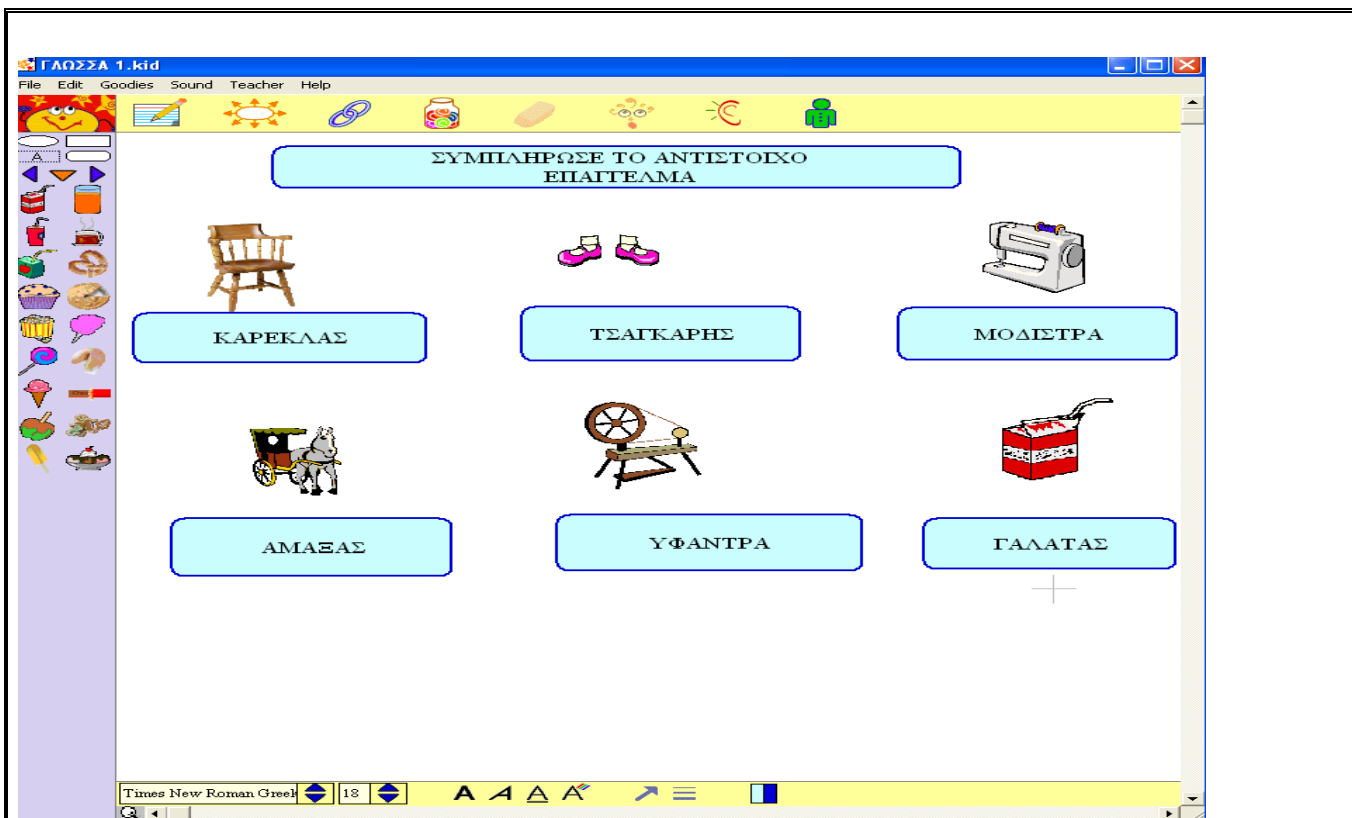 ΓΛΩΣΣΑ 1.kid
File Edit Goodies Sound Teacher Help
A
ΣΥΜΠΛΗΡΩΣΕ ΤΟ ΑΝΤΙΣΤΟΙΧΟ
ΕΠΑΓΓΕΛΜΑ
ΚΑΡΕΚΛΑΣ ΤΣΑΓΚΑΡΗΣ ΜΟΔΙΣΤΡΑ
ΑΜΑΞΑΣ ΥΦΑΝΤΡΑ ΓΑΛΑΤΑΣ
Times New Roman Greek 18 A A A A